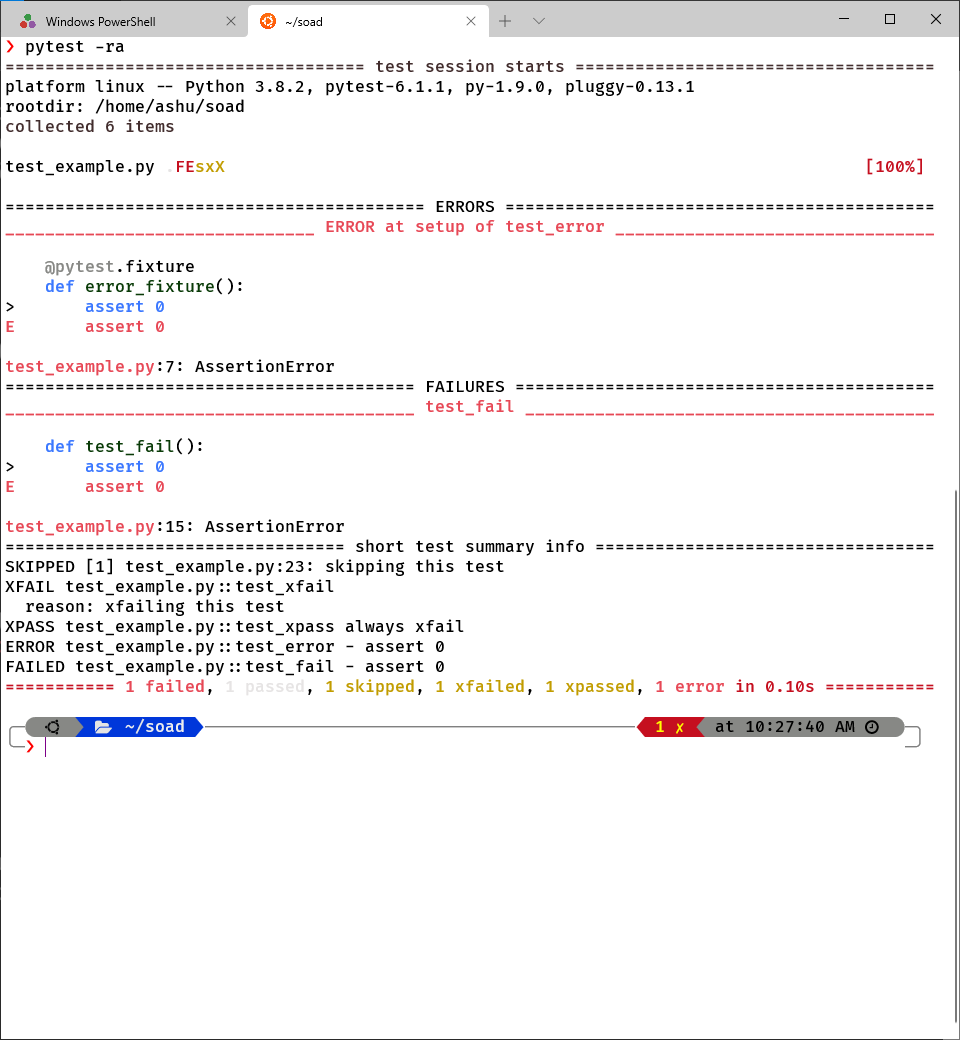 Windows PowerShell
~/soad
❯ pytest -ra
==================================== test session starts ====================================
platform linux -- Python 3.8.2, pytest-6.1.1, py-1.9.0, pluggy-0.13.1
rootdir: /home/ashu/soad
collected 6 items
test_example.py .FEsxX [100%]
========================================== ERRORS ===========================================
_______________________________ ERROR at setup of test_error ________________________________
@pytest.fixture
def error_fixture():
> assert 0
E assert 0
test_example.py:7: AssertionError
========================================= FAILURES ==========================================
_________________________________________ test_fail _________________________________________
def test_fail():
> assert 0
E assert 0
test_example.py:15: AssertionError
================================== short test summary info ==================================
SKIPPED [1] test_example.py:23: skipping this test
XFAIL test_example.py::test_xfail
reason: xfailing this test
XPASS test_example.py::test_xpass always xfail
ERROR test_example.py::test_error - assert 0
FAILED test_example.py::test_fail - assert 0
=========== 1 failed, 1 passed, 1 skipped, 1 xfailed, 1 xpassed, 1 error in 0.10s ===========
~/soad 1 ✗ at 10:27:40 AM
❯